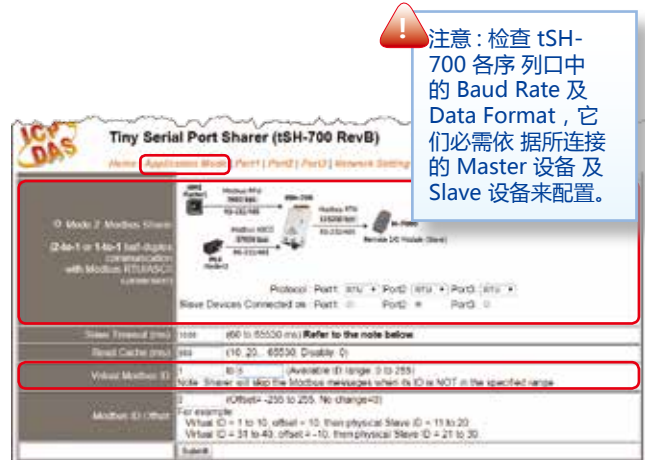 注意 : 检查 tSH-
700 各序 列口中
的 Baud Rate 及
Data Format，它
们必需依 据所连接
的 Master 设备 及
Slave 设备来配置。
ICP
DAS
Tiny Serial Port Sharer (tSH-700 RevB)
Home | Application Mode | Port1 | Port2 | Port3 | Network Setting
Mode 2: Modbus Sharer
(2-to-1 or 1-to-1 half-duplex
communication
with Modbus RTU/ASCII
conversion)
Modbus RTU
RS-232/485
Modbus RTU
115200 bps
RS-232/485
Modbus ASCII
RS-232/485
Remote I/O Module (Slave)
Protocol: Port1: RTU Port2: RTU Port3: RTU
Slave Devices Connected on: Port1: Port2: Port3:
Slave Timeout (ms) (60 to 65530 ms) Refer to the note below.
Read Cache (ms) (10, 20... 65530, Disable: 0)
Virtual Modbus ID 1 to (Available ID range: 0 to 255)
Note: Sharer will skip the Modbus messages when its ID is NOT in the specified range.
Modbus ID Offset (Offset= -255 to 255, No change=0)
For example:
Virtual ID = 1 to 10, offset = 10, then physical Slave ID = 11 to 20
Virtual ID = 31 to 40, offset = -10, then physical Slave ID = 21 to 30
Submit